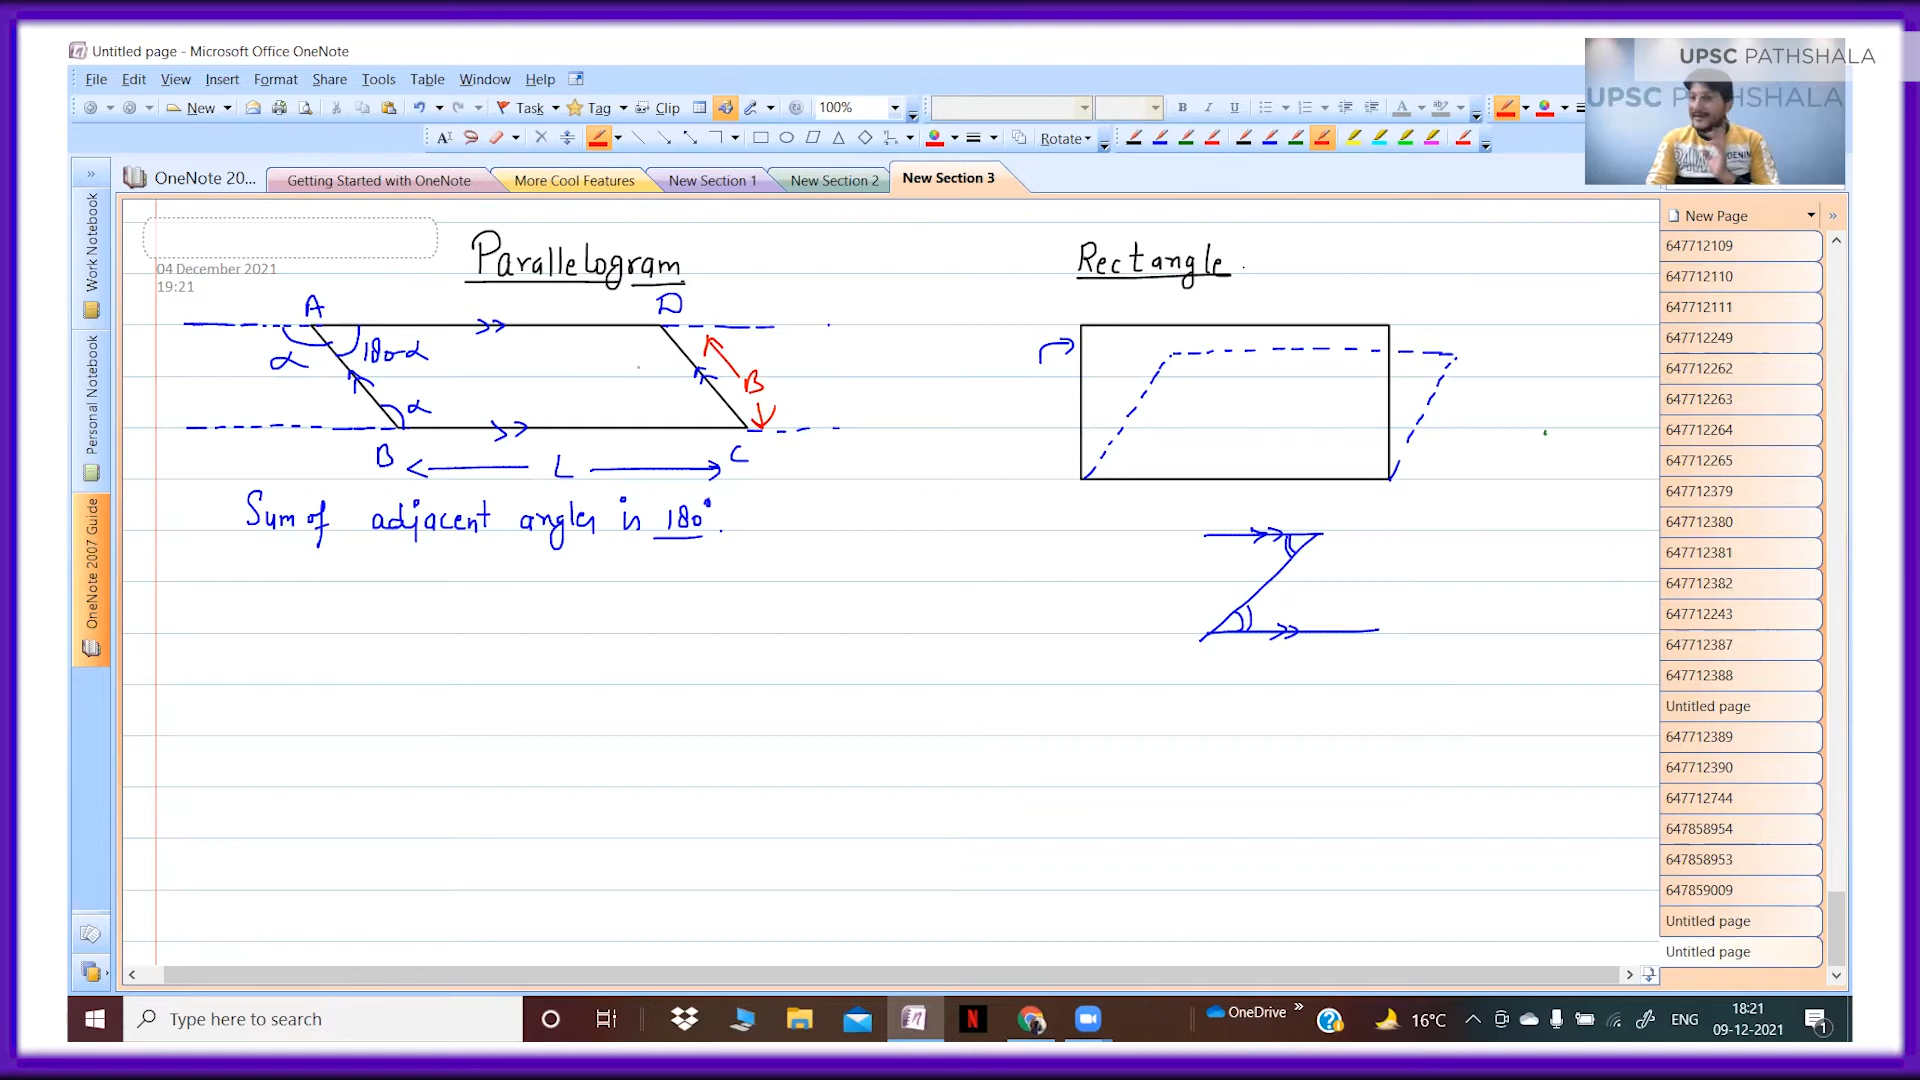 Untitled page - Microsoft Office OneNote
UPSC PATHSHALA
UPSC PATHSHALA
File Edit View Insert Format Share Tools Table Window Help
New Task Tag Clip 100% B I U A ab
A Rotate
OneNote 20... Getting Started with OneNote More Cool Features New Section 1 New Section 2 New Section 3
Work Notebook
Personal Notebook
OneNote 2007 Guide
04 December 2021
19:21
Parallelogram
Rectangle
A D
α 180-α
B
α
B C
L
Sum of adjacent angles is 180°.
New Page
647712109
647712110
647712111
647712249
647712262
647712263
647712264
647712265
647712379
647712380
647712381
647712382
647712243
647712387
647712388
Untitled page
647712389
647712390
647712744
647858954
647858953
647859009
Untitled page
Untitled page
Type here to search
N
OneDrive
16°C
ENG
18:21
09-12-2021
1